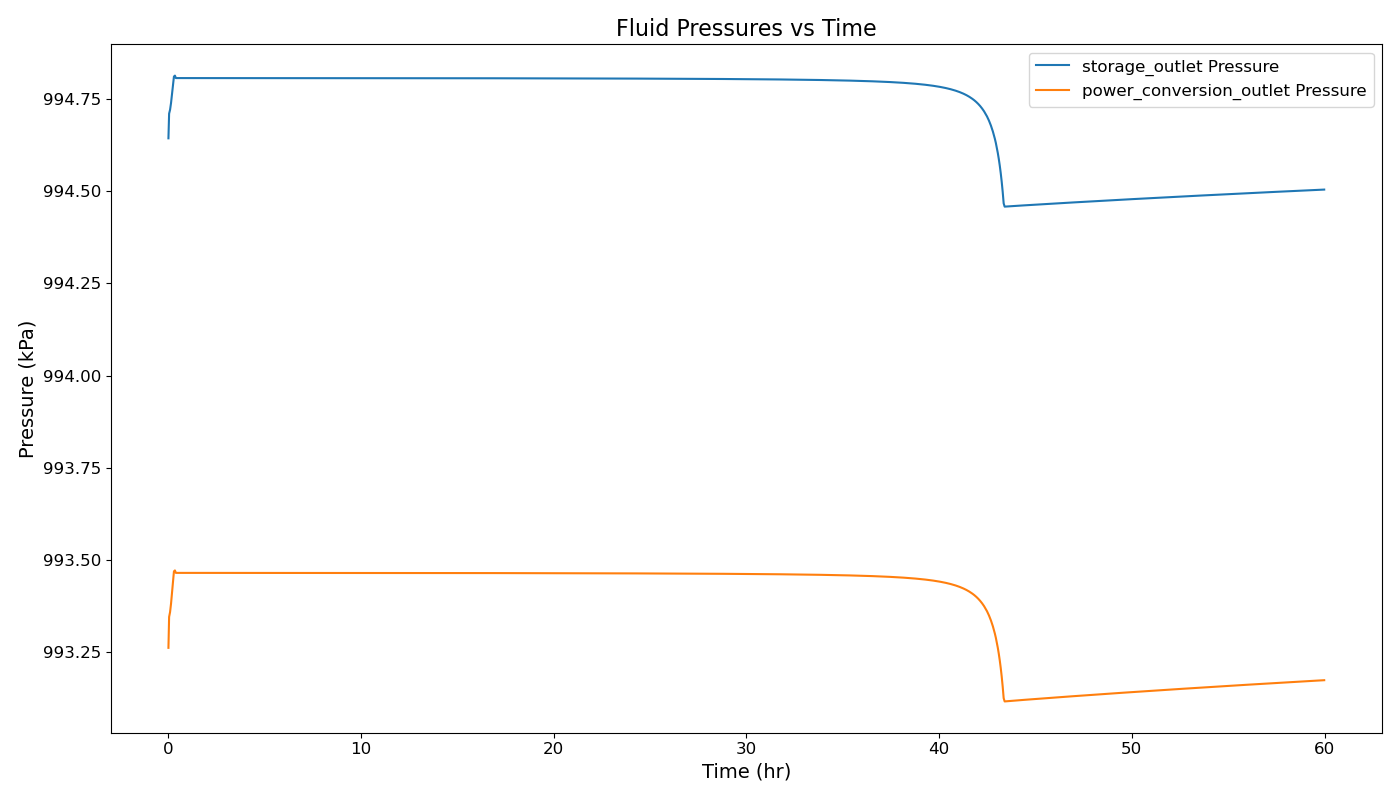 Fluid Pressures vs Time
storage_outlet Pressure
power_conversion_outlet Pressure
Pressure (kPa)
994.75
994.50
994.25
994.00
993.75
993.50
993.25
0 10 20 30 40 50 60
Time (hr)